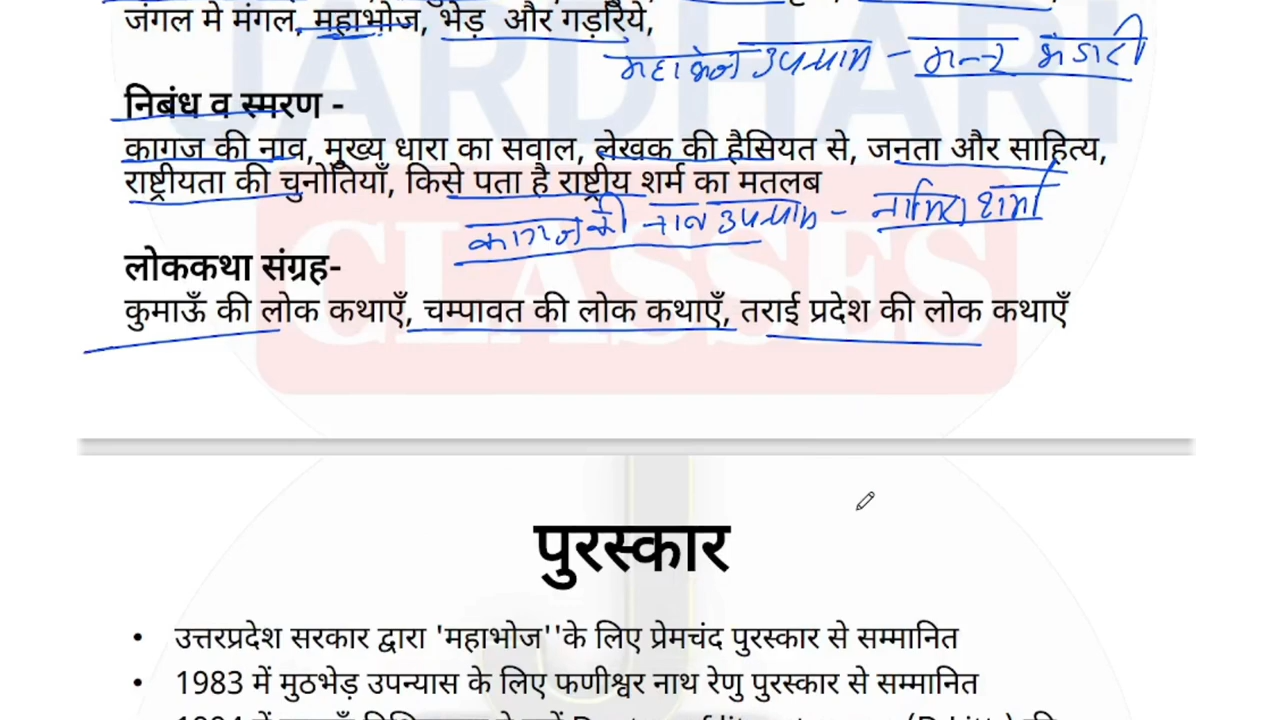 जंगल मे मंगल, महाभोज, भेड़ और गड़रिये,
महाभोज उपन्यास - मन्नू भंडारी
निबंध व स्मरण -
कागज की नाव, मुख्य धारा का सवाल, लेखक की हैसियत से, जनता और साहित्य,
राष्ट्रीयता की चुनोतियाँ, किसे पता है राष्ट्रीय शर्म का मतलब
कागज की नाव उपन्यास - नासिरा शर्मा
लोककथा संग्रह-
कुमाऊँ की लोक कथाएँ, चम्पावत की लोक कथाएँ, तराई प्रदेश की लोक कथाएँ
JARDHARI
CLASSES
पुरस्कार
• उत्तरप्रदेश सरकार द्वारा 'महाभोज''के लिए प्रेमचंद पुरस्कार से सम्मानित
• 1983 में मुठभेड़ उपन्यास के लिए फणीश्वर नाथ रेणु पुरस्कार से सम्मानित